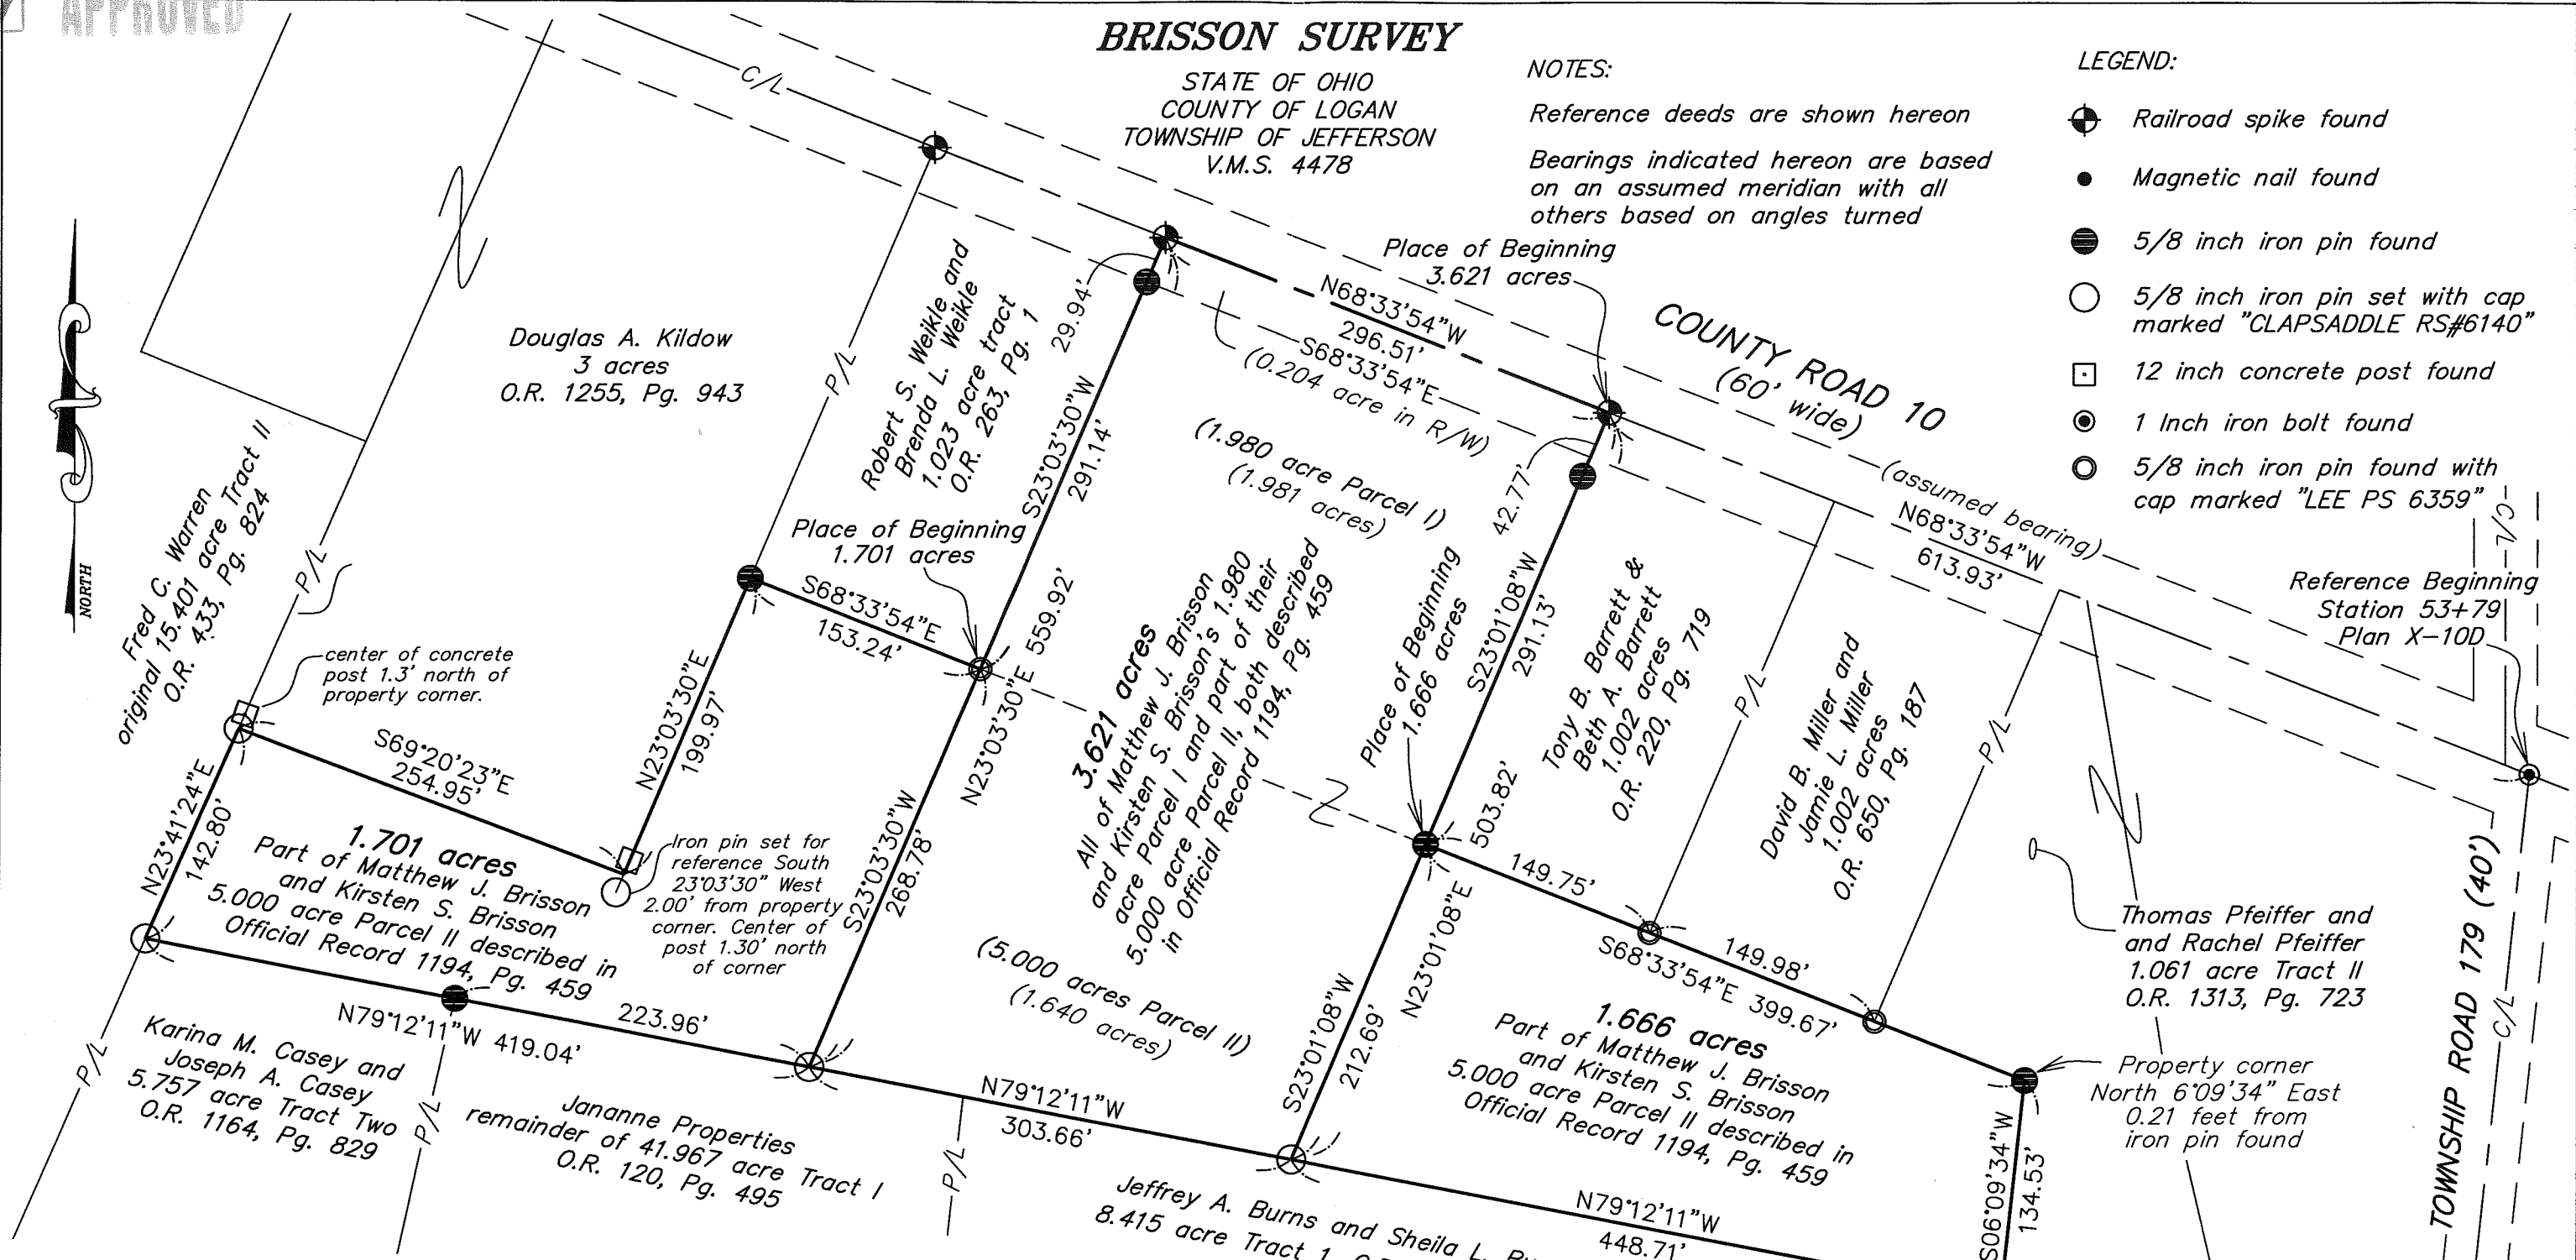 APPROVED
BRISSON SURVEY
STATE OF OHIO
COUNTY OF LOGAN
TOWNSHIP OF JEFFERSON
V.M.S. 4478
NOTES:
Reference deeds are shown hereon
Bearings indicated hereon are based
on an assumed meridian with all
others based on angles turned
LEGEND:
Railroad spike found
Magnetic nail found
5/8 inch iron pin found
5/8 inch iron pin set with cap
marked "CLAPSADDLE RS#6140"
12 inch concrete post found
1 Inch iron bolt found
5/8 inch iron pin found with
cap marked "LEE PS 6359"
C/L
NORTH
Douglas A. Kildow
3 acres
O.R. 1255, Pg. 943
P/L
Robert S. Weikle and
Brenda L. Weikle
1.023 acre tract
O.R. 263, Pg. 1
29.94'
S23°03'30"W
291.14'
Place of Beginning
3.621 acres
N68°33'54"W
296.51'
S68°33'54"E
(0.204 acre in R/W)
COUNTY ROAD 10
(60' wide)
(assumed bearing)
N68°33'54"W
613.93'
C/L
Reference Beginning
Station 53+79
Plan X-10D
(1.980 acre Parcel I)
(1.981 acres)
42.77'
S23°01'08"W
291.13'
Fred C. Warren
original 15.401 acre Tract II
O.R. 433, Pg. 824
P/L
center of concrete
post 1.3' north of
property corner.
Place of Beginning
1.701 acres
S68°33'54"E
153.24'
N23°03'30"E
199.97'
N23°03'30"E 559.92'
3.621 acres
All of Matthew J. Brisson
and Kirsten S. Brisson's 1.980
acre Parcel I and part of their
5.000 acre Parcel II, both described
in Official Record 1194, Pg. 459
Place of Beginning
1.666 acres
Tony B. Barrett &
Beth A. Barrett
1.002 acres
O.R. 220, Pg. 719
P/L
David B. Miller and
Jamie L. Miller
1.002 acres
O.R. 650, Pg. 187
P/L
S69°20'23"E
254.95'
N23°41'24"E
142.80'
1.701 acres
Part of Matthew J. Brisson
and Kirsten S. Brisson
5.000 acre Parcel II described in
Official Record 1194, Pg. 459
Iron pin set for
reference South
23°03'30" West
2.00' from property
corner. Center of
post 1.30' north
of corner
S23°03'30"W
268.78'
(5.000 acres Parcel II)
(1.640 acres)
503.82'
N23°01'08"E
149.75'
149.98'
S68°33'54"E 399.67'
S23°01'08"W
212.69'
1.666 acres
Part of Matthew J. Brisson
and Kirsten S. Brisson
5.000 acre Parcel II described in
Official Record 1194, Pg. 459
Thomas Pfeiffer and
and Rachel Pfeiffer
1.061 acre Tract II
O.R. 1313, Pg. 723
TOWNSHIP ROAD 179 (40')
C/L
Property corner
North 6°09'34" East
0.21 feet from
iron pin found
S06°09'34"W
134.53'
N79°12'11"W 419.04'
223.96'
P/L
Karina M. Casey and
Joseph A. Casey
5.757 acre Tract Two
O.R. 1164, Pg. 829
P/L
Jananne Properties
remainder of 41.967 acre Tract I
O.R. 120, Pg. 495
P/L
N79°12'11"W
303.66'
N79°12'11"W
448.71'
Jeffrey A. Burns and Sheila L.
8.415 acre Tract 1,